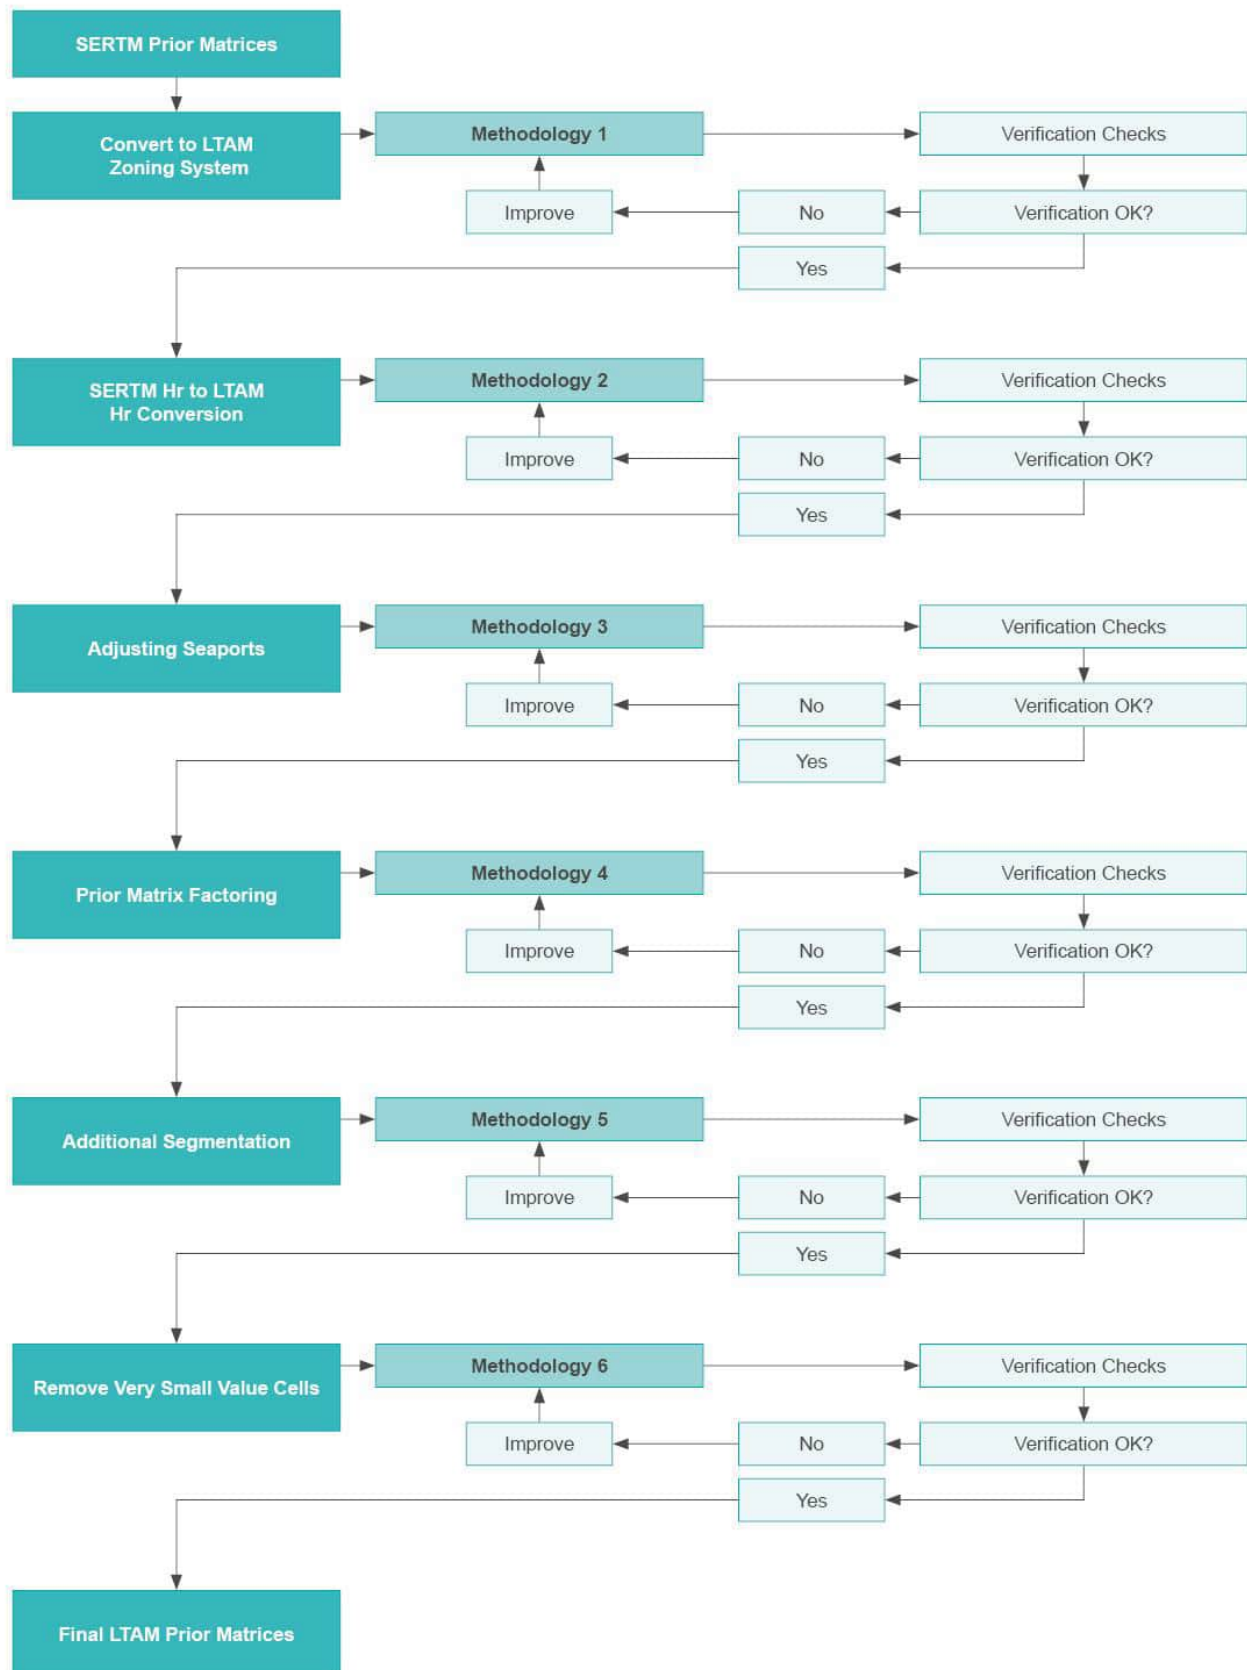 SERTM Prior Matrices
Convert to LTAM
Zoning System
Methodology 1
Verification Checks
Improve
No
Verification OK?
Yes
SERTM Hr to LTAM
Hr Conversion
Methodology 2
Verification Checks
Improve
No
Verification OK?
Yes
Adjusting Seaports
Methodology 3
Verification Checks
Improve
No
Verification OK?
Yes
Prior Matrix Factoring
Methodology 4
Verification Checks
Improve
No
Verification OK?
Yes
Additional Segmentation
Methodology 5
Verification Checks
Improve
No
Verification OK?
Yes
Remove Very Small Value Cells
Methodology 6
Verification Checks
Improve
No
Verification OK?
Yes
Final LTAM Prior Matrices